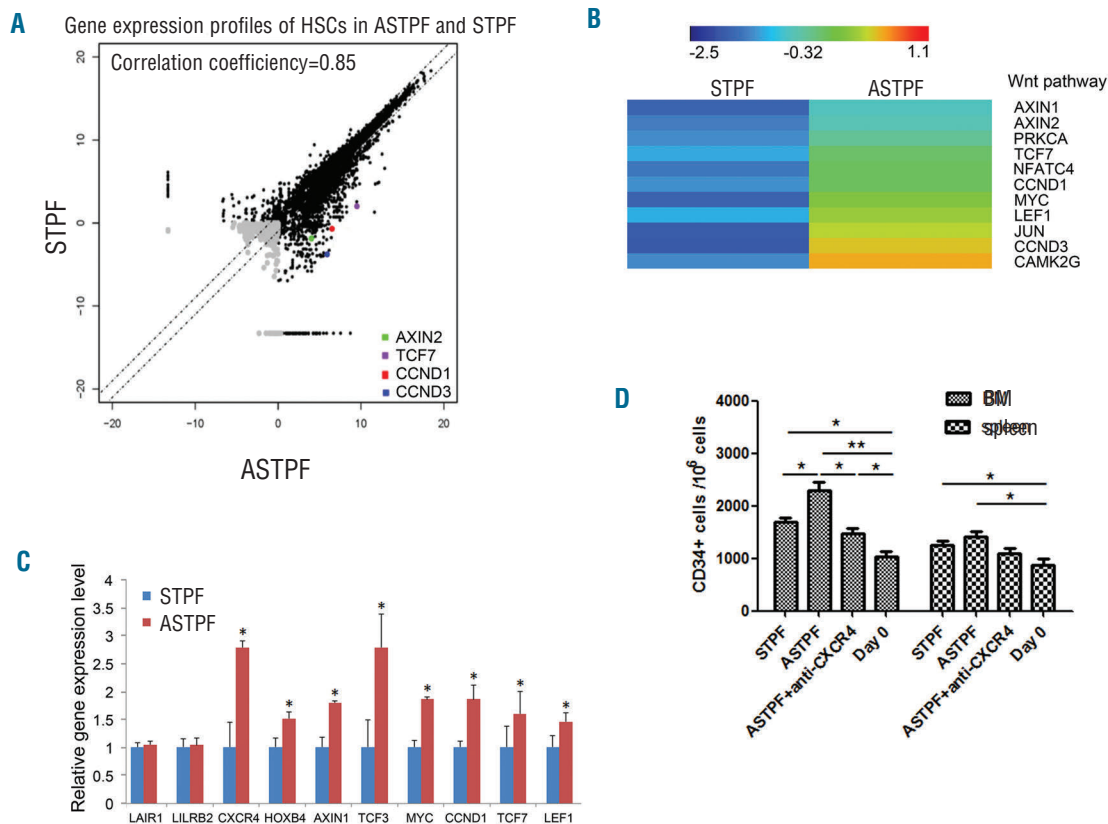 A
Gene expression profiles of HSCs in ASTPF and STPF
Correlation coefficiency=0.85
20
10
0
−10
−20
STPF
AXIN2
TCF7
CCND1
CCND3
−20 −10 0 10 20
ASTPF
B
-2.5 -0.32 1.1
STPF ASTPF Wnt pathway
AXIN1
AXIN2
PRKCA
TCF7
NFATC4
CCND1
MYC
LEF1
JUN
CCND3
CAMK2G
C
Relative gene expression level
4
3.5
3
2.5
2
1.5
1
0.5
0
STPF
ASTPF
* * * * * * * *
LAIR1 LILRB2 CXCR4 HOXB4 AXIN1 TCF3 MYC CCND1 TCF7 LEF1
D
CD34+ cells /10⁶ cells
4000
3000
2000
1000
0
BM
spleen
*
**
* * *
*
*
STPF ASTPF ASTPF+anti-CXCR4 Day 0 STPF ASTPF ASTPF+anti-CXCR4 Day 0